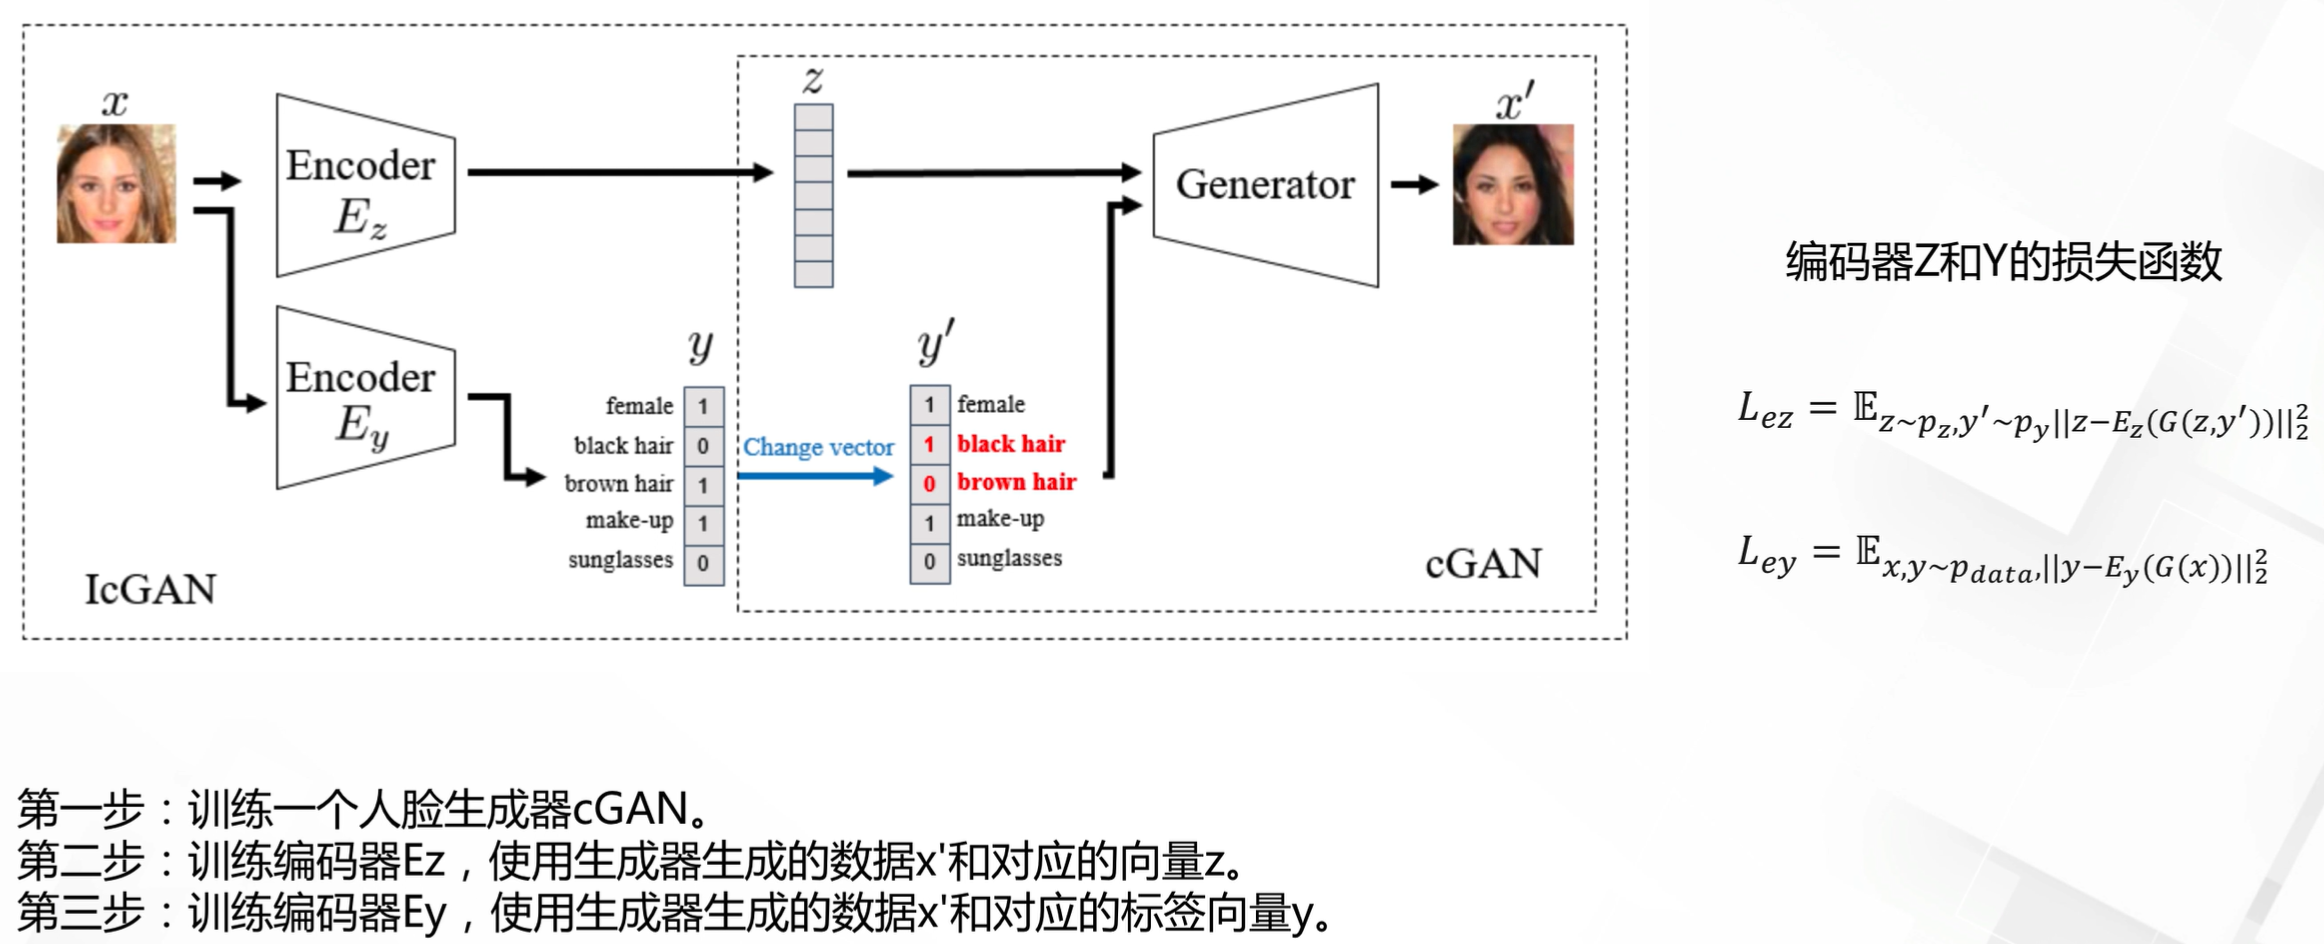 x
Encoder
E_z
z
Generator
x′
Encoder
E_y
y
female 1
black hair 0
brown hair 1
make-up 1
sunglasses 0
Change vector
y′
1 female
1 black hair
0 brown hair
1 make-up
0 sunglasses
IcGAN
cGAN
编码器Z和Y的损失函数
L_{ez} = 𝔼_{z~p_z,y′~p_y||z−E_z(G(z,y′))||_2^2}
L_{ey} = 𝔼_{x,y~p_{data},||y−E_y(G(x))||_2^2}
第一步：训练一个人脸生成器cGAN。
第二步：训练编码器Ez，使用生成器生成的数据x'和对应的向量z。
第三步：训练编码器Ey，使用生成器生成的数据x'和对应的标签向量y。